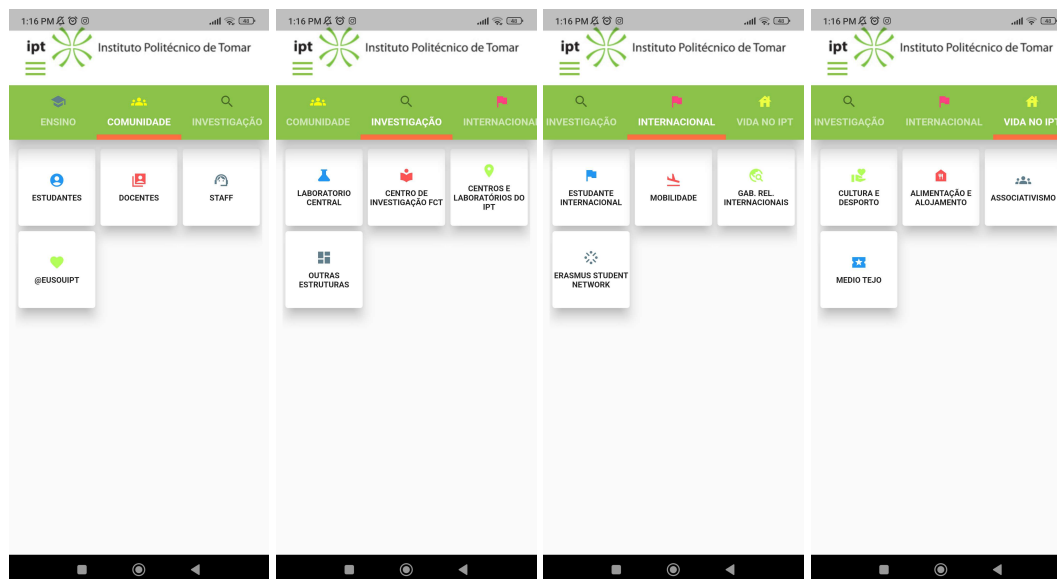 1:16 PM
40
ipt
Instituto Politécnico de Tomar
ENSINO
COMUNIDADE
INVESTIGAÇÃO
ESTUDANTES
DOCENTES
STAFF
@EUSOUIPT
1:16 PM
40
ipt
Instituto Politécnico de Tomar
COMUNIDADE
INVESTIGAÇÃO
INTERNACIONAL
LABORATORIO
CENTRAL
CENTRO DE
INVESTIGAÇÃO FCT
CENTROS E
LABORATÓRIOS DO
IPT
OUTRAS
ESTRUTURAS
1:16 PM
40
ipt
Instituto Politécnico de Tomar
INVESTIGAÇÃO
INTERNACIONAL
VIDA NO IPT
ESTUDANTE
INTERNACIONAL
MOBILIDADE
GAB. REL.
INTERNACIONAIS
ERASMUS STUDENT
NETWORK
1:16 PM
40
ipt
Instituto Politécnico de Tomar
INVESTIGAÇÃO
INTERNACIONAL
VIDA NO IPT
CULTURA E
DESPORTO
ALIMENTAÇÃO E
ALOJAMENTO
ASSOCIATIVISMO
MEDIO TEJO